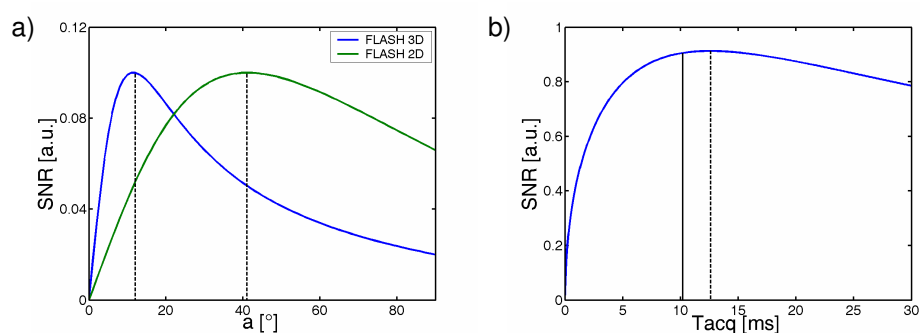 a)
0.12
0.08
0.04
0
SNR [a.u.]
FLASH 3D
FLASH 2D
0 20 40 60 80
a [°]
b)
1
0.8
0.6
0.4
0.2
0
SNR [a.u.]
0 5 10 15 20 25 30
Tacq [ms]